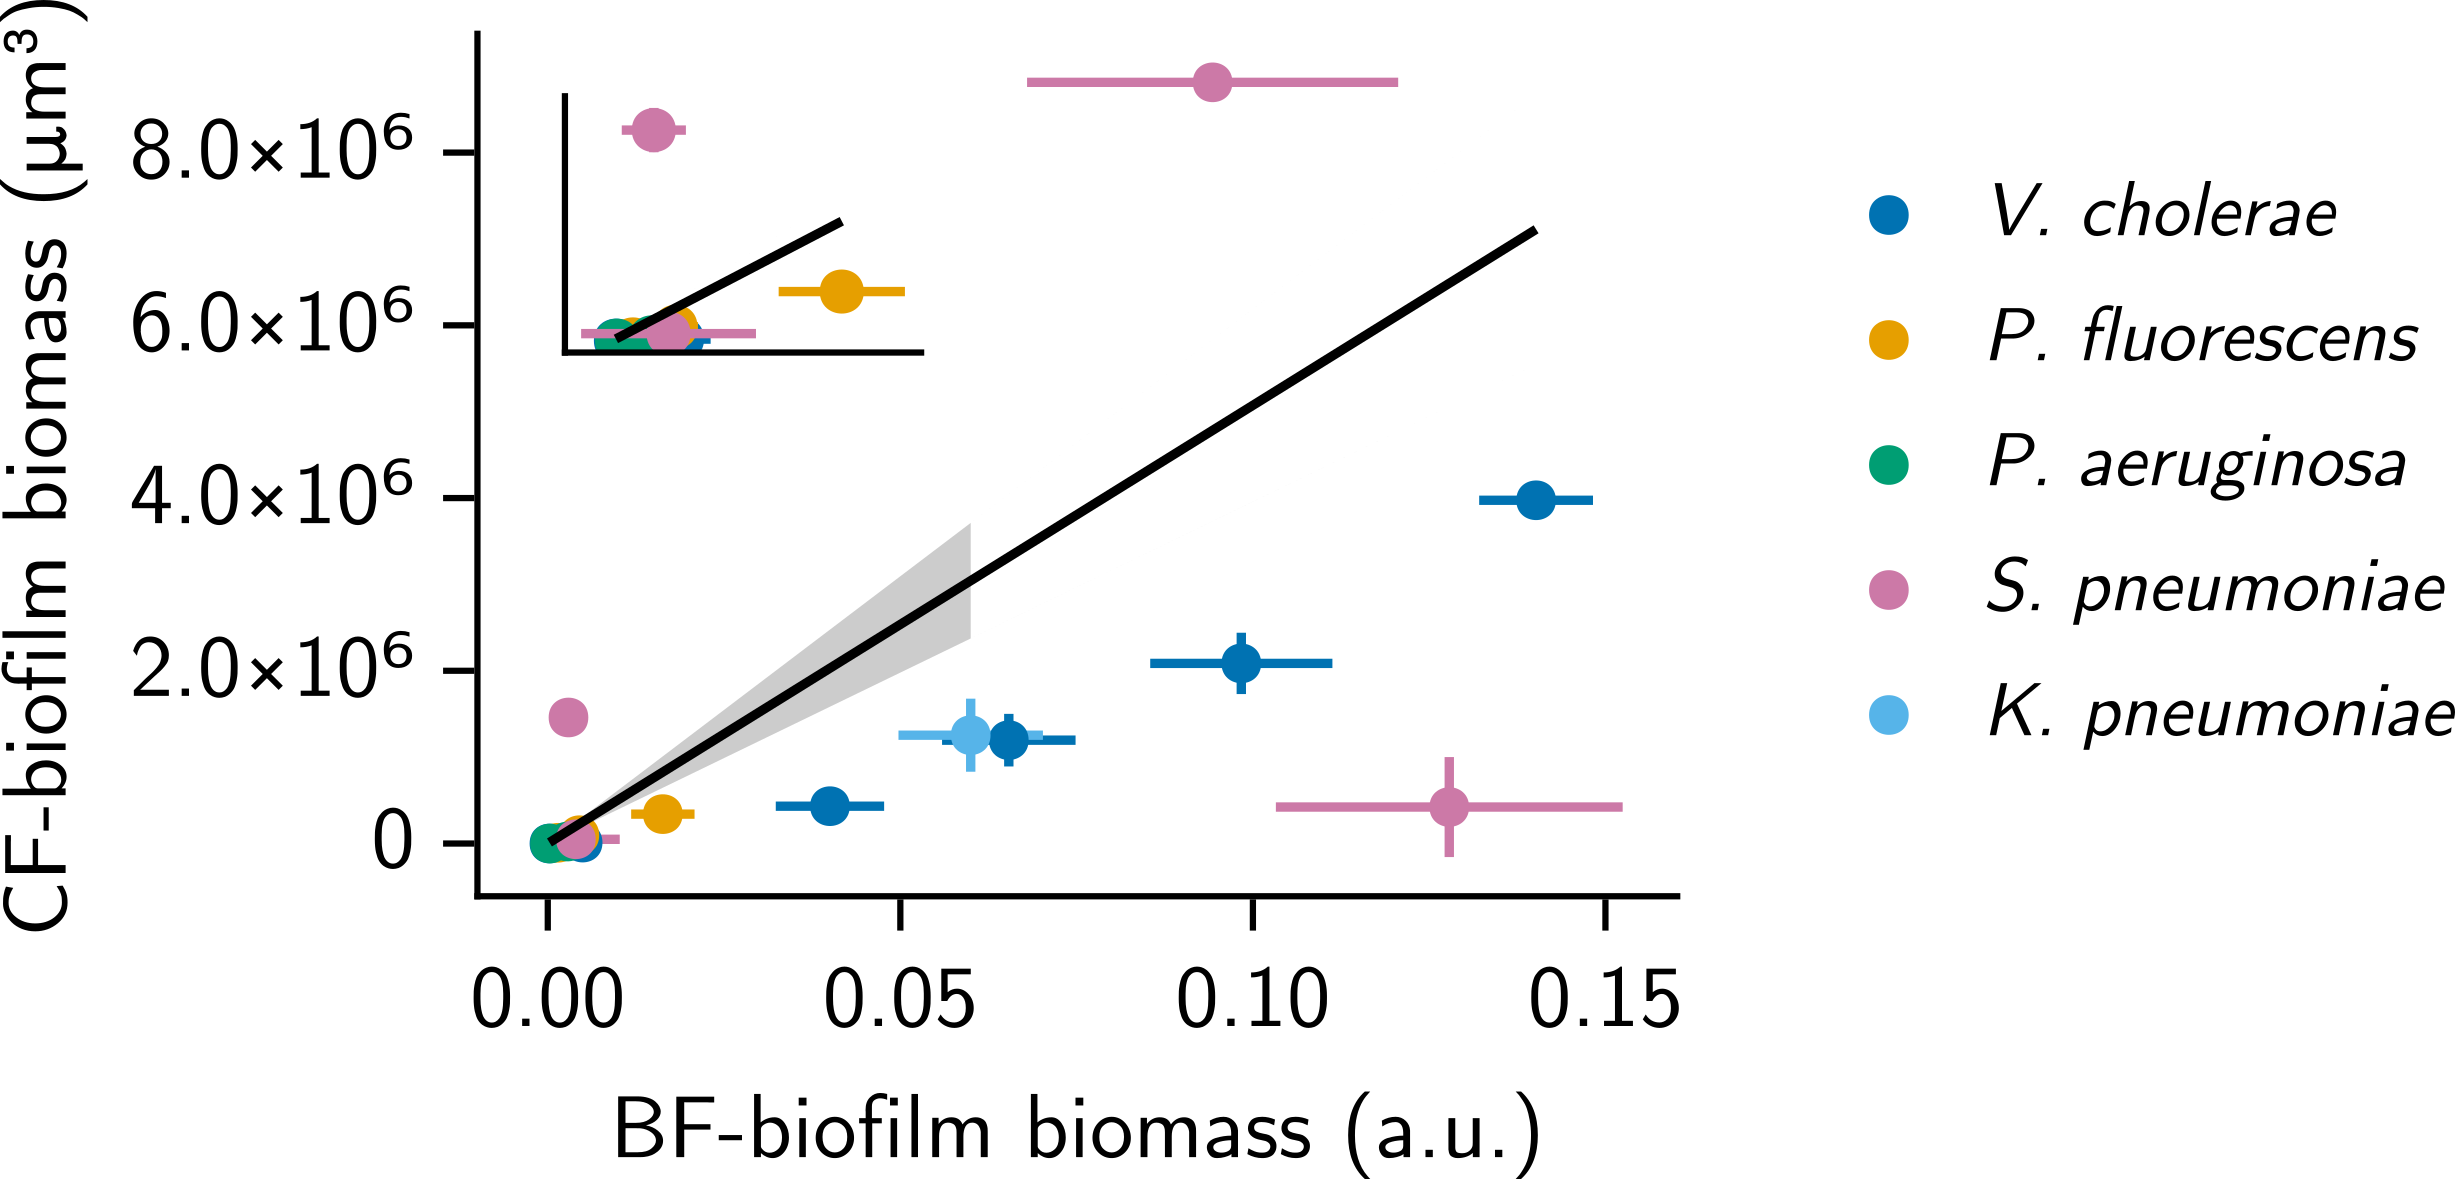 CF-biofilm biomass (µm³)
8.0×10⁶
6.0×10⁶
4.0×10⁶
2.0×10⁶
0
0.00 0.05 0.10 0.15
BF-biofilm biomass (a.u.)
V. cholerae
P. fluorescens
P. aeruginosa
S. pneumoniae
K. pneumoniae